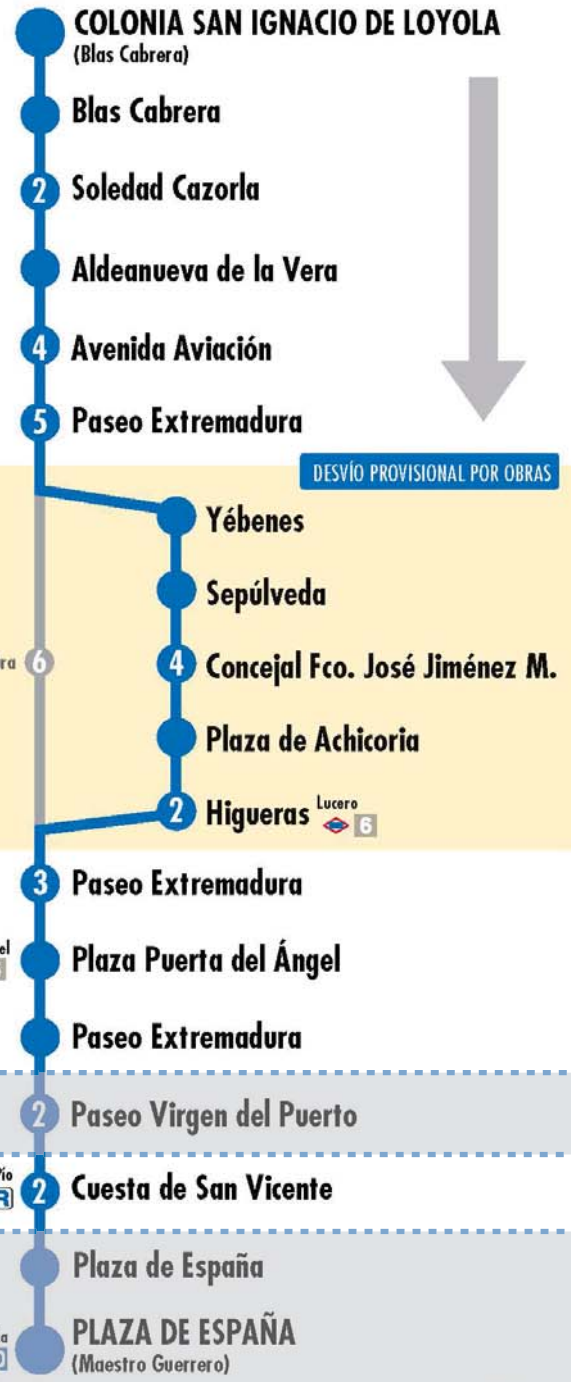 COLONIA SAN IGNACIO DE LOYOLA
(Blas Cabrera)
Blas Cabrera
2 Soledad Cazorla
Aldeanueva de la Vera
4 Avenida Aviación
5 Paseo Extremadura
DESVÍO PROVISIONAL POR OBRAS
Yébenes
Sepúlveda
6
4 Concejal Fco. José Jiménez M.
Plaza de Achicoria
2 Higueras Lucero 6
3 Paseo Extremadura
Plaza Puerta del Ángel
Paseo Extremadura
2 Paseo Virgen del Puerto
2 Cuesta de San Vicente
Plaza de España
PLAZA DE ESPAÑA
(Maestro Guerrero)